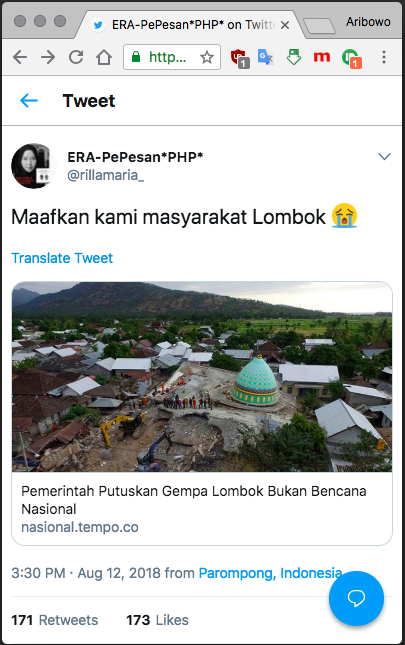 ERA-PePesan*PHP* on Twitt
Aribowo
http...
1
1
Tweet
ERA-PePesan*PHP*
@rillamaria_
Maafkan kami masyarakat Lombok 😭
Translate Tweet
Pemerintah Putuskan Gempa Lombok Bukan Bencana
Nasional
nasional.tempo.co
3:30 PM · Aug 12, 2018 from Parompong, Indonesia
171 Retweets 173 Likes